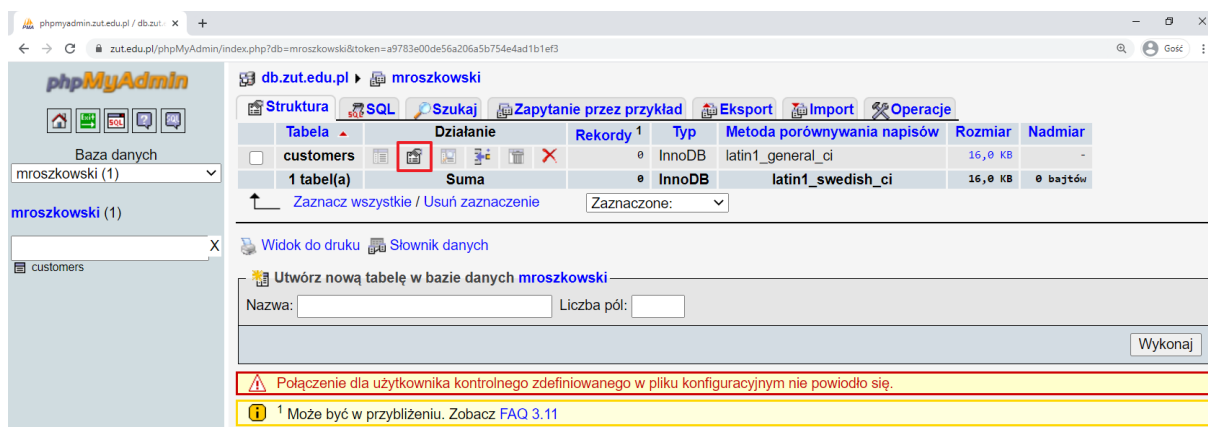 phpmyadmin.zut.edu.pl / db.zut.
zut.edu.pl/phpMyAdmin/index.php?db=mroszkowski&token=a9783e00de56a206a5b754e4ad1b1ef3
Gość
phpMyAdmin
db.zut.edu.pl mroszkowski
Struktura SQL Szukaj Zapytanie przez przykład Eksport Import Operacje
Tabela Działanie Rekordy 1 Typ Metoda porównywania napisów Rozmiar Nadmiar
customers 0 InnoDB latin1_general_ci 16,0 KB -
1 tabel(a) Suma 0 InnoDB latin1_swedish_ci 16,0 KB 0 bajtów
Zaznacz wszystkie / Usuń zaznaczenie Zaznaczone:
Baza danych
mroszkowski (1)
mroszkowski (1)
X
customers
Widok do druku Słownik danych
Utwórz nową tabelę w bazie danych mroszkowski
Nazwa: Liczba pól:
Wykonaj
Połączenie dla użytkownika kontrolnego zdefiniowanego w pliku konfiguracyjnym nie powiodło się.
1 Może być w przybliżeniu. Zobacz FAQ 3.11